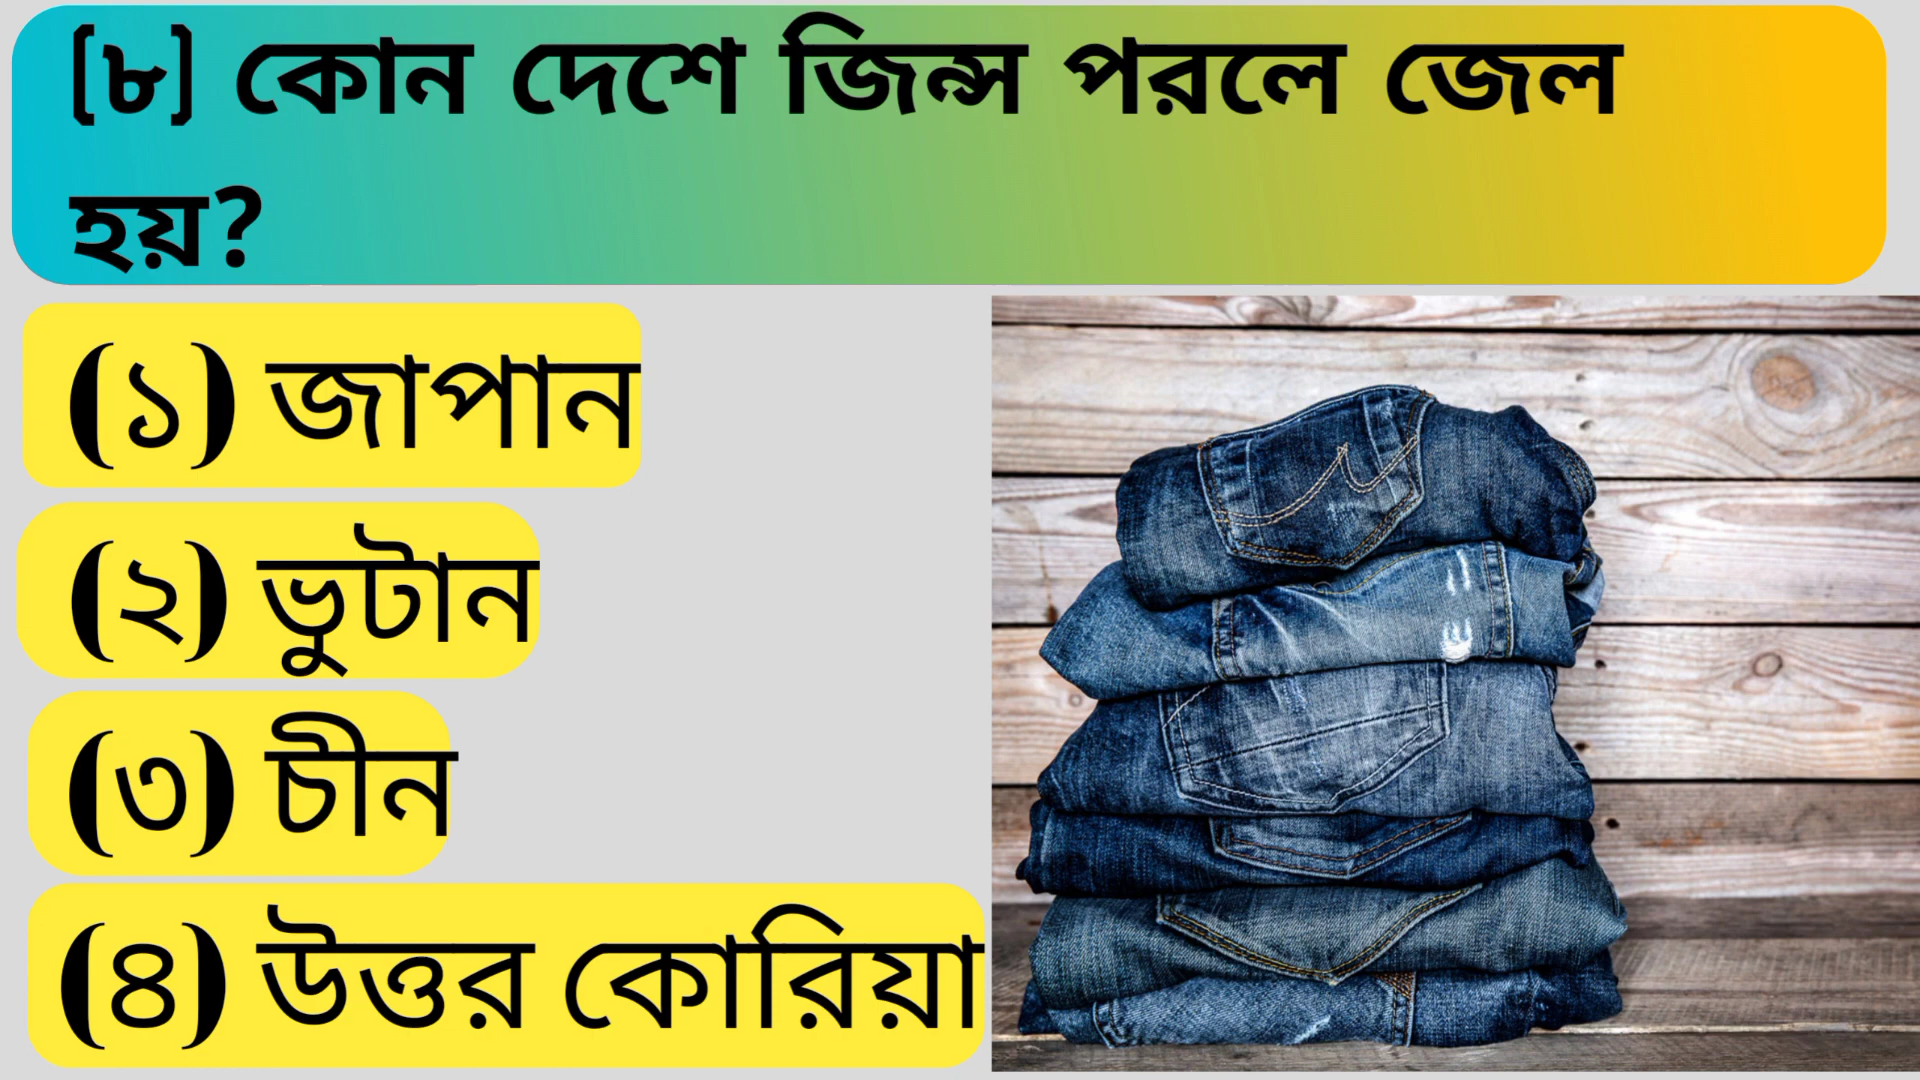 [৮] কোন দেশে জিন্স পরলে জেল
হয়?
(১) জাপান
(২) ভুটান
(৩) চীন
(৪) উত্তর কোরিয়া